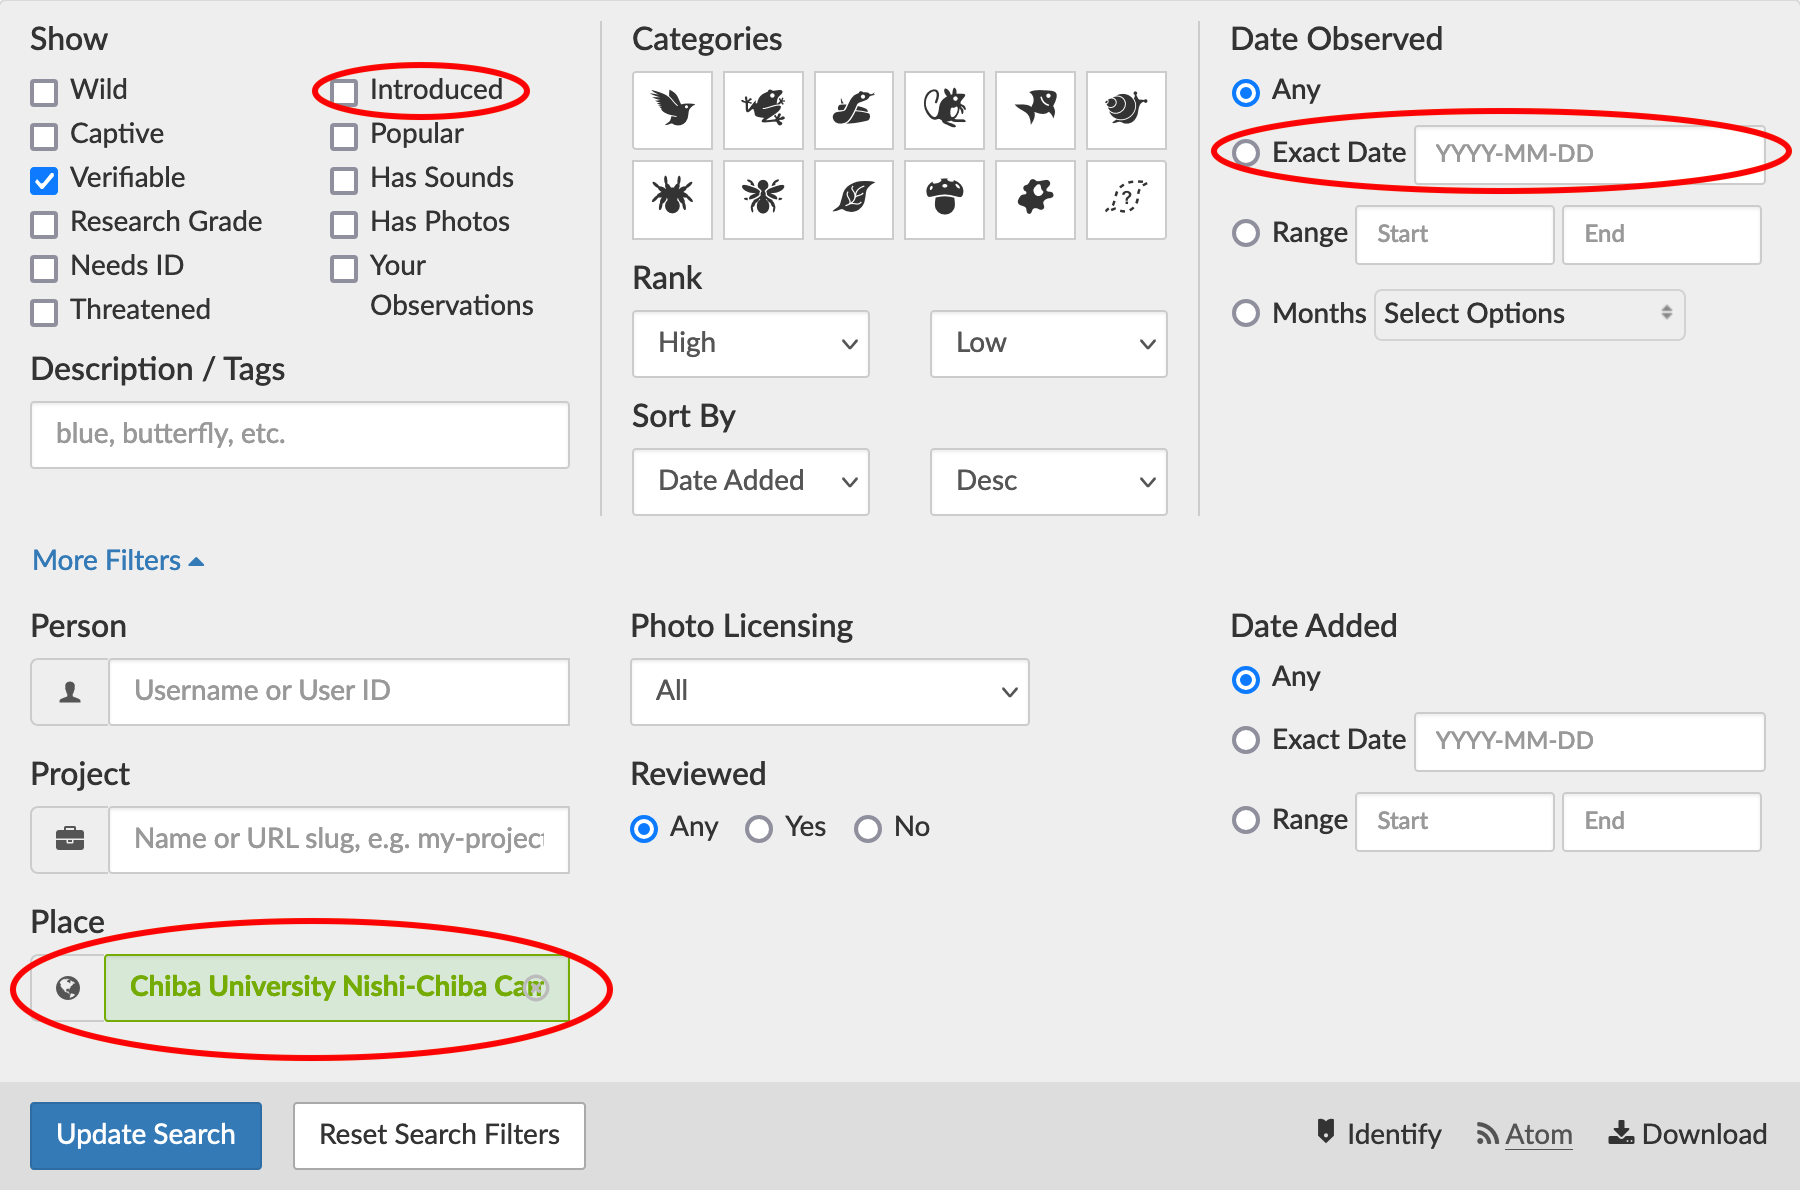 Show
Wild
Captive
Verifiable
Research Grade
Needs ID
Threatened
Introduced
Popular
Has Sounds
Has Photos
Your
Observations
Description / Tags
blue, butterfly, etc.
Categories
?
Rank
High
Low
Sort By
Date Added
Desc
Date Observed
Any
Exact Date YYYY-MM-DD
Range Start End
Months Select Options
More Filters
Person
Username or User ID
Project
Name or URL slug, e.g. my-project
Place
Chiba University Nishi-Chiba Cam
Photo Licensing
All
Reviewed
Any Yes No
Date Added
Any
Exact Date YYYY-MM-DD
Range Start End
Update Search Reset Search Filters Identify Atom Download